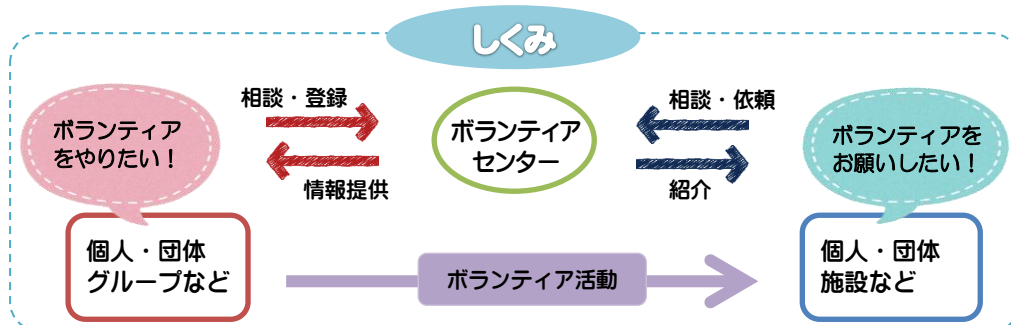 しくみ
相談・登録
相談・依頼
ボランティア
をやりたい！
ボランティア
センター
ボランティアを
お願いしたい！
情報提供
紹介
個人・団体
グループなど
ボランティア活動
個人・団体
施設など